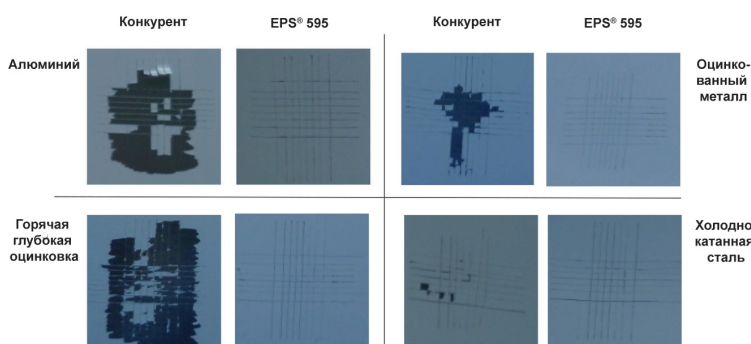 Конкурент
EPS® 595
Конкурент
EPS® 595
Алюминий
Оцинко-
ванный
металл
Горячая
глубокая
оцинковка
Холодно
катанная
сталь